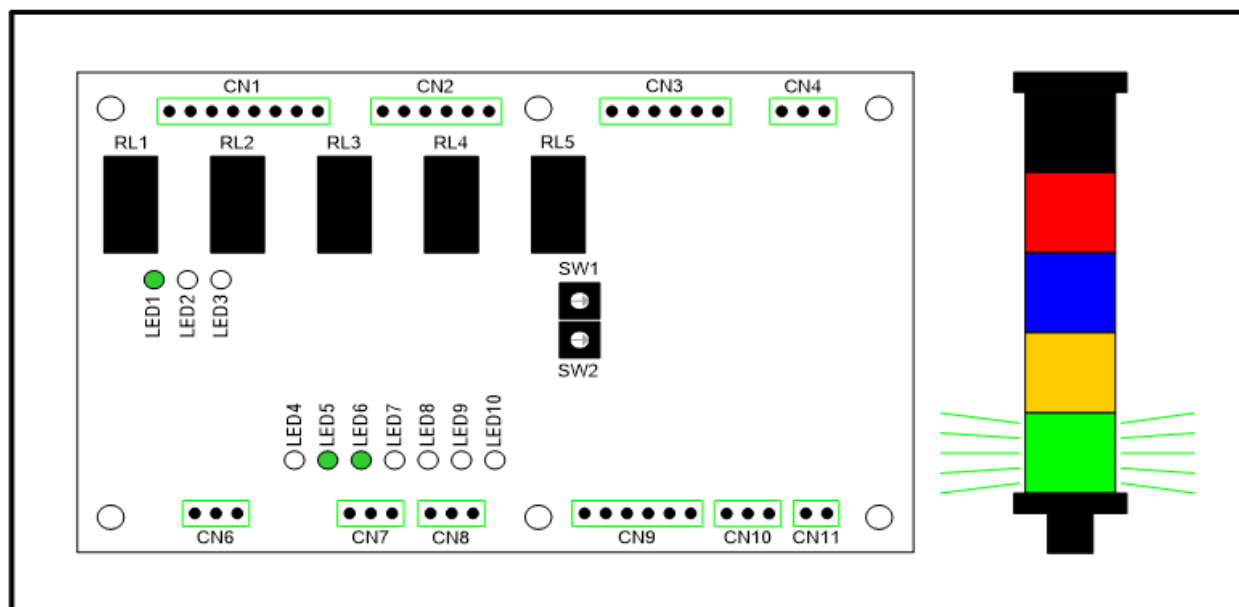 CN1 CN2 CN3 CN4
RL1 RL2 RL3 RL4 RL5
SW1
LED1 LED2 LED3
SW2
LED4 LED5 LED6 LED7 LED8 LED9 LED10
CN6 CN7 CN8 CN9 CN10 CN11